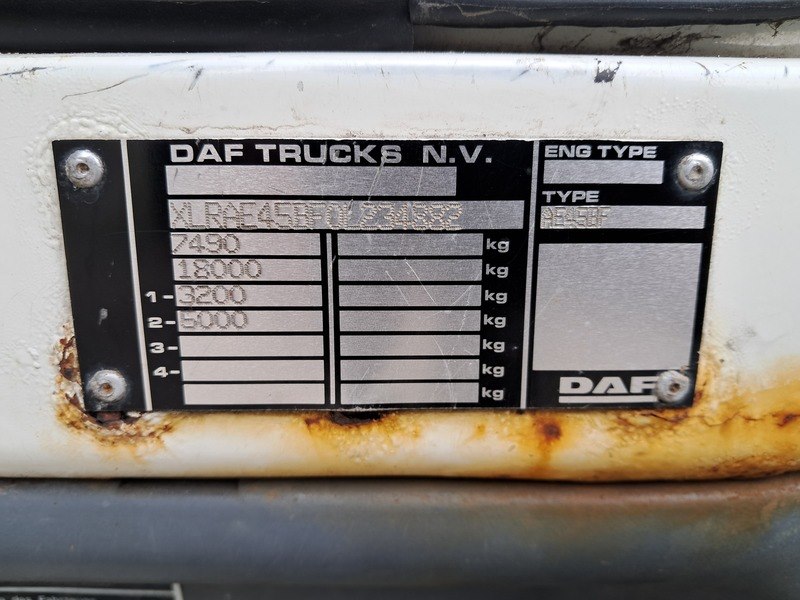 DAF TRUCKS N.V.
ENG TYPE
TYPE
XLRAE45BF0L234882
AE45BF
7490 kg
18000 kg
1- 3200 kg
2- 5000 kg
3- kg
4- kg
kg
DAF